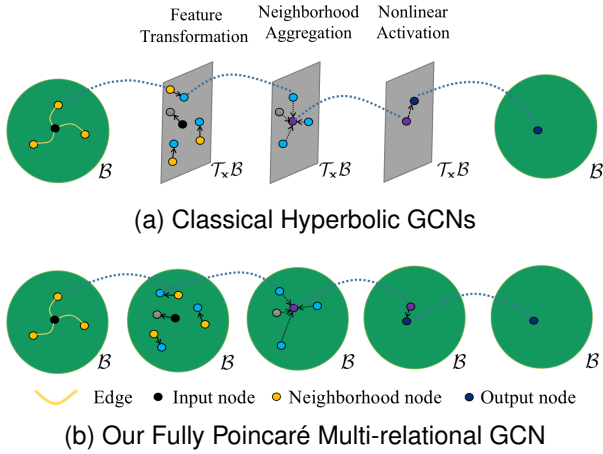 Feature Transformation
Neighborhood Aggregation
Nonlinear Activation
ℬ
𝒯ₓℬ
𝒯ₓℬ
𝒯ₓℬ
ℬ
(a) Classical Hyperbolic GCNs
ℬ
ℬ
ℬ
ℬ
ℬ
Edge
Input node
Neighborhood node
Output node
(b) Our Fully Poincaré Multi-relational GCN